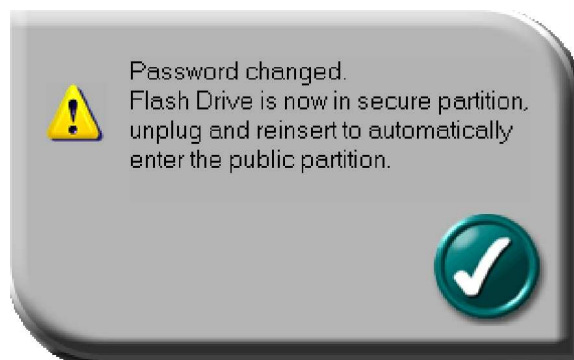 Password changed.
Flash Drive is now in secure partition,
unplug and reinsert to automatically
enter the public partition.